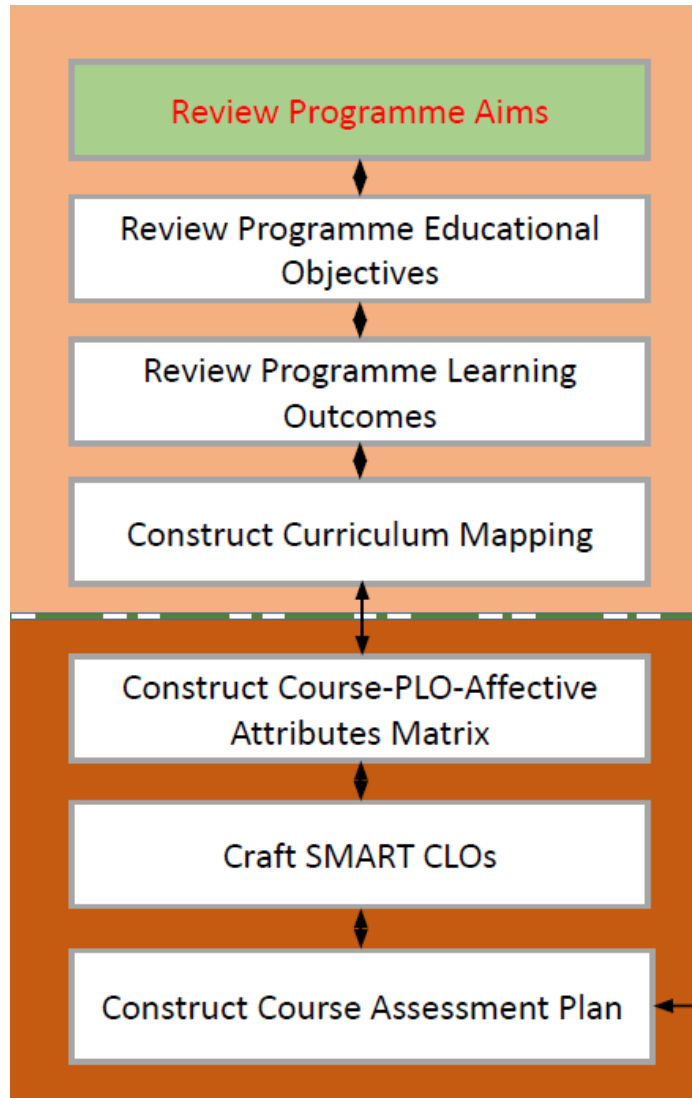 Review Programme Aims
Review Programme Educational
Objectives
Review Programme Learning
Outcomes
Construct Curriculum Mapping
Construct Course-PLO-Affective
Attributes Matrix
Craft SMART CLOs
Construct Course Assessment Plan